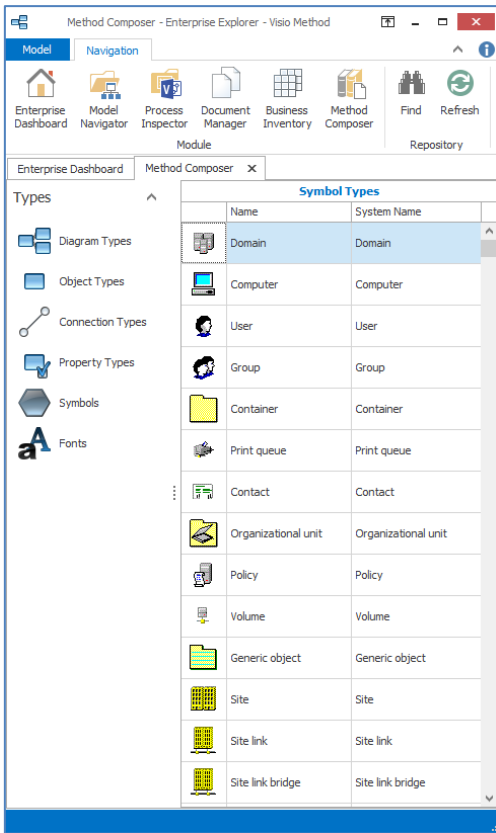 Method Composer - Enterprise Explorer - Visio Method
Model
Navigation
Enterprise Dashboard
Model Navigator
Process Inspector
Document Manager
Business Inventory
Method Composer
Find
Refresh
Module
Repository
Enterprise Dashboard
Method Composer
Types
Diagram Types
Object Types
Connection Types
Property Types
Symbols
Fonts
Symbol Types
Name System Name
Domain Domain
Computer Computer
User User
Group Group
Container Container
Print queue Print queue
Contact Contact
Organizational unit Organizational unit
Policy Policy
Volume Volume
Generic object Generic object
Site Site
Site link Site link
Site link bridge Site link bridge